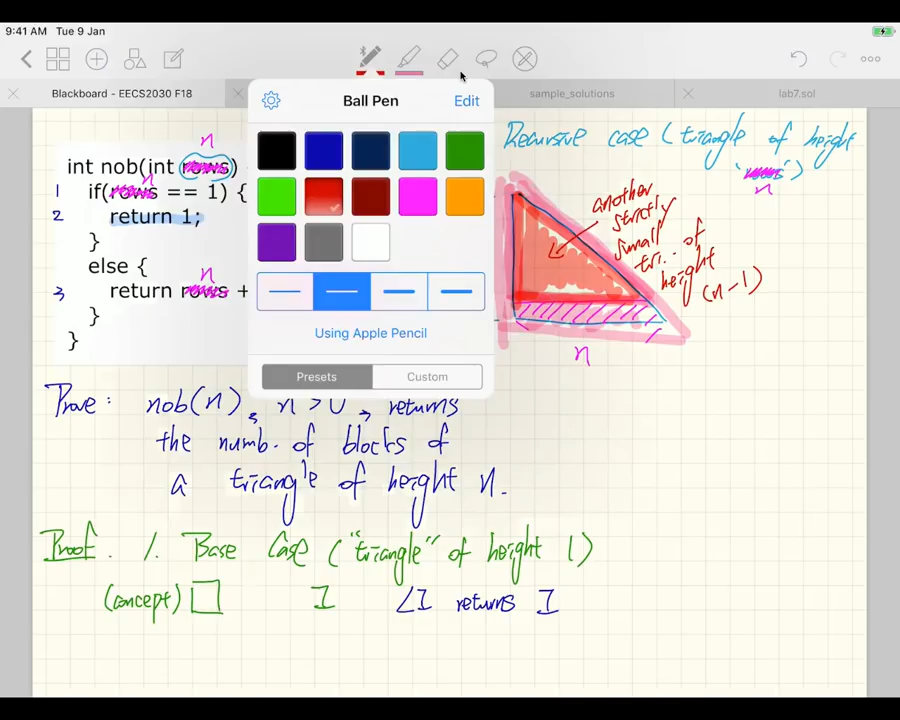 9:41 AM Tue 9 Jan
Blackboard - EECS2030 F18
sample_solutions
lab7.sol
Ball Pen
Edit
Using Apple Pencil
Presets
Custom
n
int nob(int rows)
1 if(rows == 1) {
n
2 return 1;
}
else {
n
3 return rows +
}
}
Recursive case (triangle of height
"rows")
n
another
strictly
small
tri. of
height
(n-1)
n
Prove: nob(n), n > 0, returns
the numb. of blocks of
a triangle of height n.
Proof. 1. Base Case ("triangle" of height 1)
(concept) 1 L1 returns 1